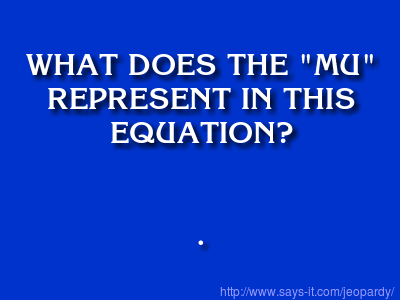 WHAT DOES THE "MU"
REPRESENT IN THIS
EQUATION?
.
http://www.says-it.com/jeopardy/